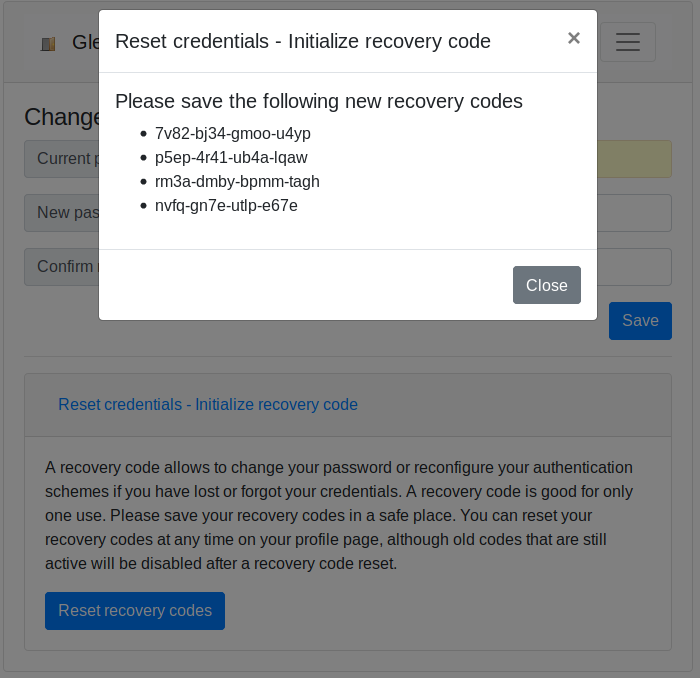 Reset credentials - Initialize recovery code ×
Please save the following new recovery codes
7v82-bj34-gmoo-u4yp
p5ep-4r41-ub4a-lqaw
rm3a-dmby-bpmm-tagh
nvfq-gn7e-utlp-e67e
Close
Change
Current
New
Confirm
Save
Reset credentials - Initialize recovery code
A recovery code allows to change your password or reconfigure your authentication
schemes if you have lost or forgot your credentials. A recovery code is good for only
one use. Please save your recovery codes in a safe place. You can reset your
recovery codes at any time on your profile page, although old codes that are still
active will be disabled after a recovery code reset.
Reset recovery codes